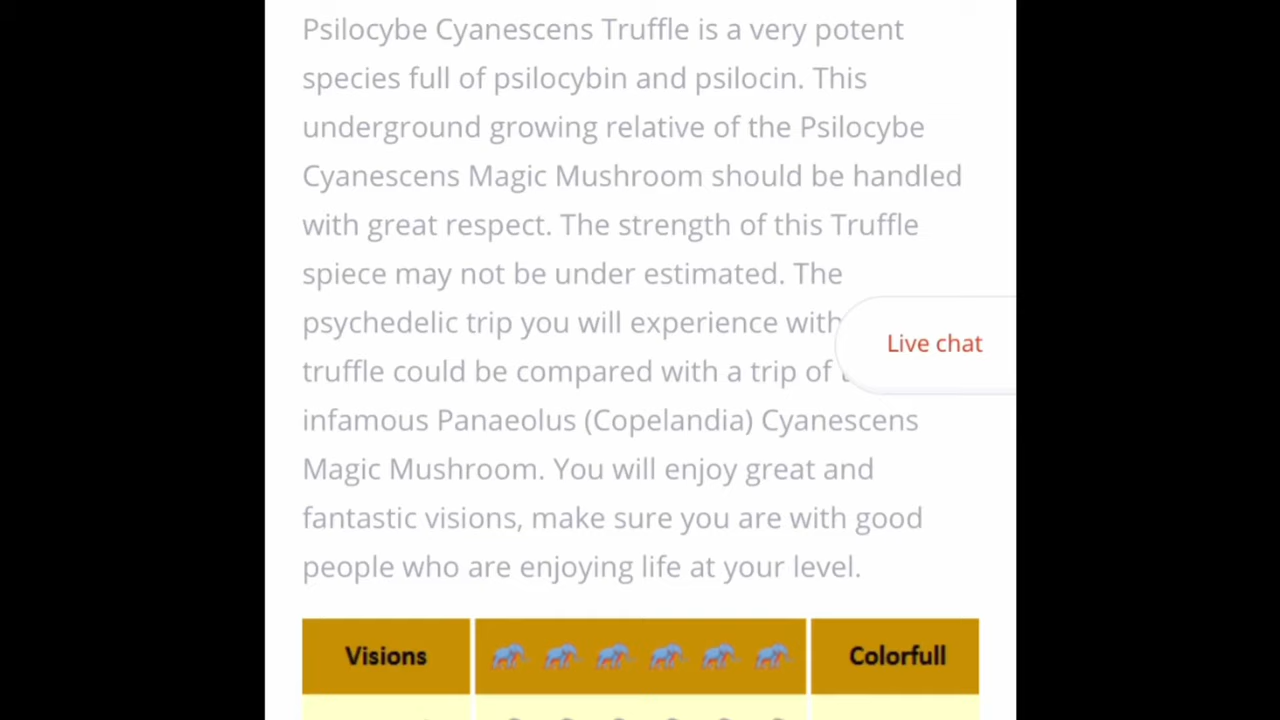 Psilocybe Cyanescens Truffle is a very potent
species full of psilocybin and psilocin. This
underground growing relative of the Psilocybe
Cyanescens Magic Mushroom should be handled
with great respect. The strength of this Truffle
spiece may not be under estimated. The
psychedelic trip you will experience with
Live chat
truffle could be compared with a trip of
infamous Panaeolus (Copelandia) Cyanescens
Magic Mushroom. You will enjoy great and
fantastic visions, make sure you are with good
people who are enjoying life at your level.
Visions Colorfull